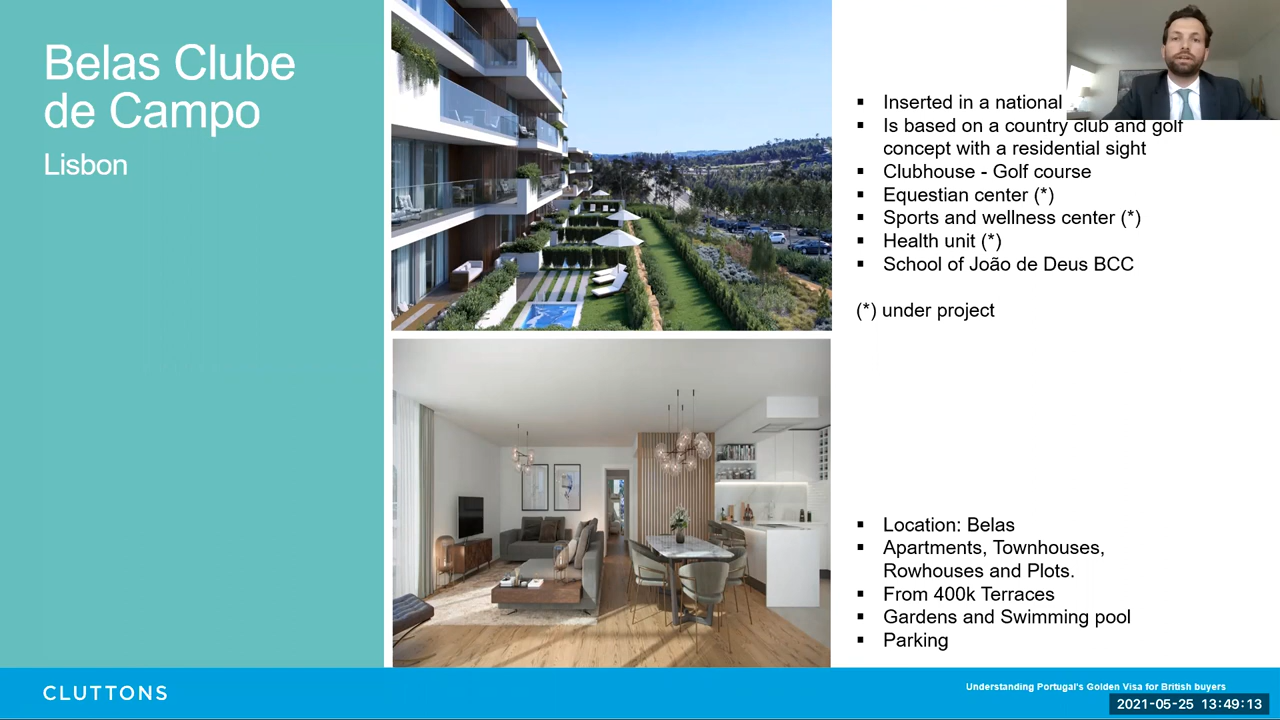 Belas Clube
de Campo
Lisbon
Inserted in a national
Is based on a country club and golf
concept with a residential sight
Clubhouse - Golf course
Equestian center (*)
Sports and wellness center (*)
Health unit (*)
School of João de Deus BCC
(*) under project
Location: Belas
Apartments, Townhouses,
Rowhouses and Plots.
From 400k Terraces
Gardens and Swimming pool
Parking
CLUTTONS
Understanding Portugal's Golden Visa for British buyers
2021-05-25 13:49:13